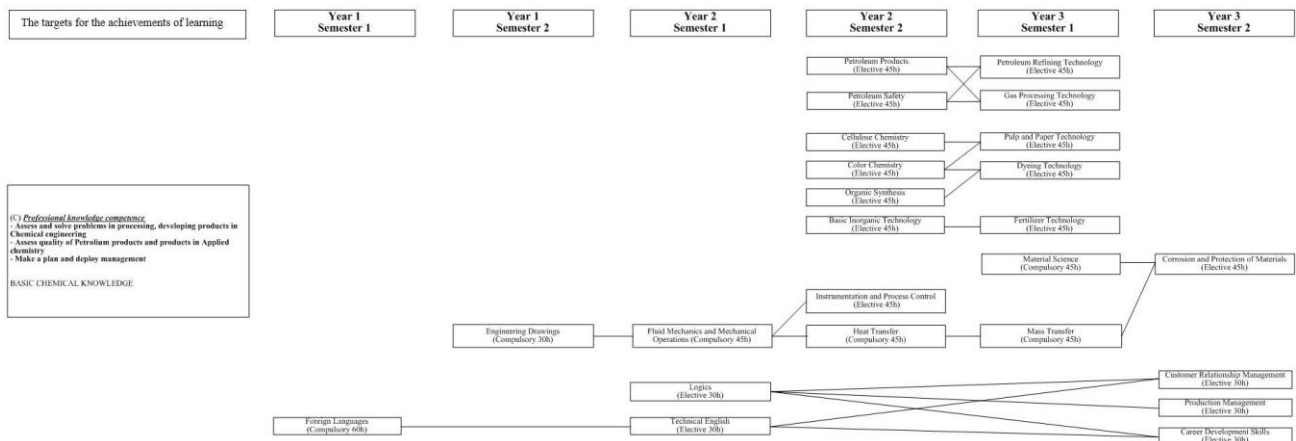 The targets for the achievements of learning
Year 1
Semester 1
Year 1
Semester 2
Year 2
Semester 1
Year 2
Semester 2
Year 3
Semester 1
Year 3
Semester 2
Petroleum Products
(Elective 45h)
Petroleum Refining Technology
(Elective 45h)
Petroleum Safety
(Elective 45h)
Gas Processing Technology
(Elective 45h)
Cellulose Chemistry
(Elective 45h)
Pulp and Paper Technology
(Elective 45h)
Color Chemistry
(Elective 45h)
Dyeing Technology
(Elective 45h)
Organic Synthesis
(Elective 45h)
(C) Professional knowledge competence
- Assess and solve problems in processing, developing products in
Chemical engineering
- Assess quality of Petrolium products and products in Applied
chemistry
- Make a plan and deploy management
BASIC CHEMICAL KNOWLEDGE
Basic Inorganic Technology
(Elective 45h)
Fertilizer Technology
(Elective 45h)
Material Science
(Compulsory 45h)
Corrosion and Protection of Materials
(Elective 45h)
Instrumentation and Process Control
(Elective 45h)
Engineering Drawings
(Compulsory 30h)
Fluid Mechanics and Mechanical
Operations (Compulsory 45h)
Heat Transfer
(Compulsory 45h)
Mass Transfer
(Compulsory 45h)
Customer Relationship Management
(Elective 30h)
Logics
(Elective 30h)
Production Management
(Elective 30h)
Foreign Languages
(Compulsory 60h)
Technical English
(Elective 30h)
Career Development Skills
(Elective 30h)